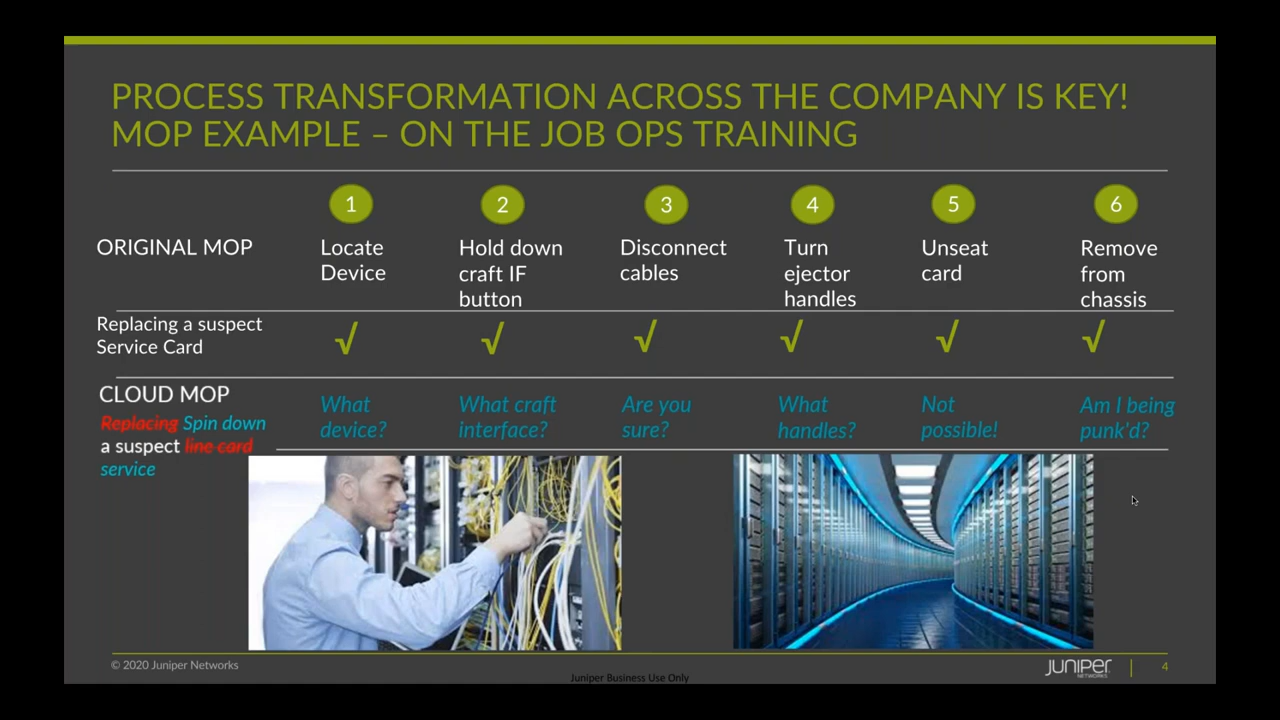 PROCESS TRANSFORMATION ACROSS THE COMPANY IS KEY!
MOP EXAMPLE – ON THE JOB OPS TRAINING
1 2 3 4 5 6
ORIGINAL MOP
Locate
Device
Hold down
craft IF
button
Disconnect
cables
Turn
ejector
handles
Unseat
card
Remove
from
chassis
Replacing a suspect
Service Card
√ √ √ √ √ √
CLOUD MOP
Replacing Spin down
a suspect line card
service
What
device?
What craft
interface?
Are you
sure?
What
handles?
Not
possible!
Am I being
punk'd?
© 2020 Juniper Networks
Juniper Business Use Only
JUNIPER
NETWORKS
4